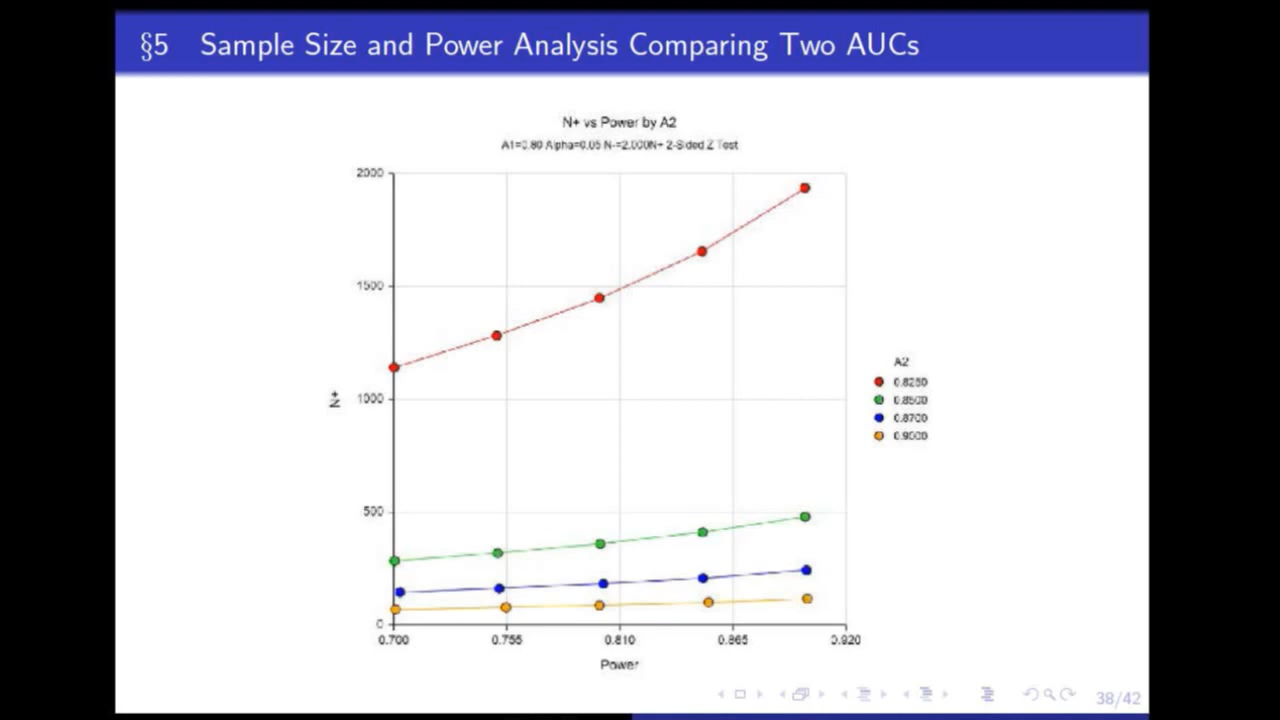 §5 Sample Size and Power Analysis Comparing Two AUCs
N+ vs Power by A2
A1=0.80 Alpha=0.05 N-=2.000N+ 2-Sided Z Test
2000
1500
1000
500
0
N+
0.700 0.755 0.810 0.865 0.920
Power
A2
0.8250
0.8500
0.8700
0.9000
38/42